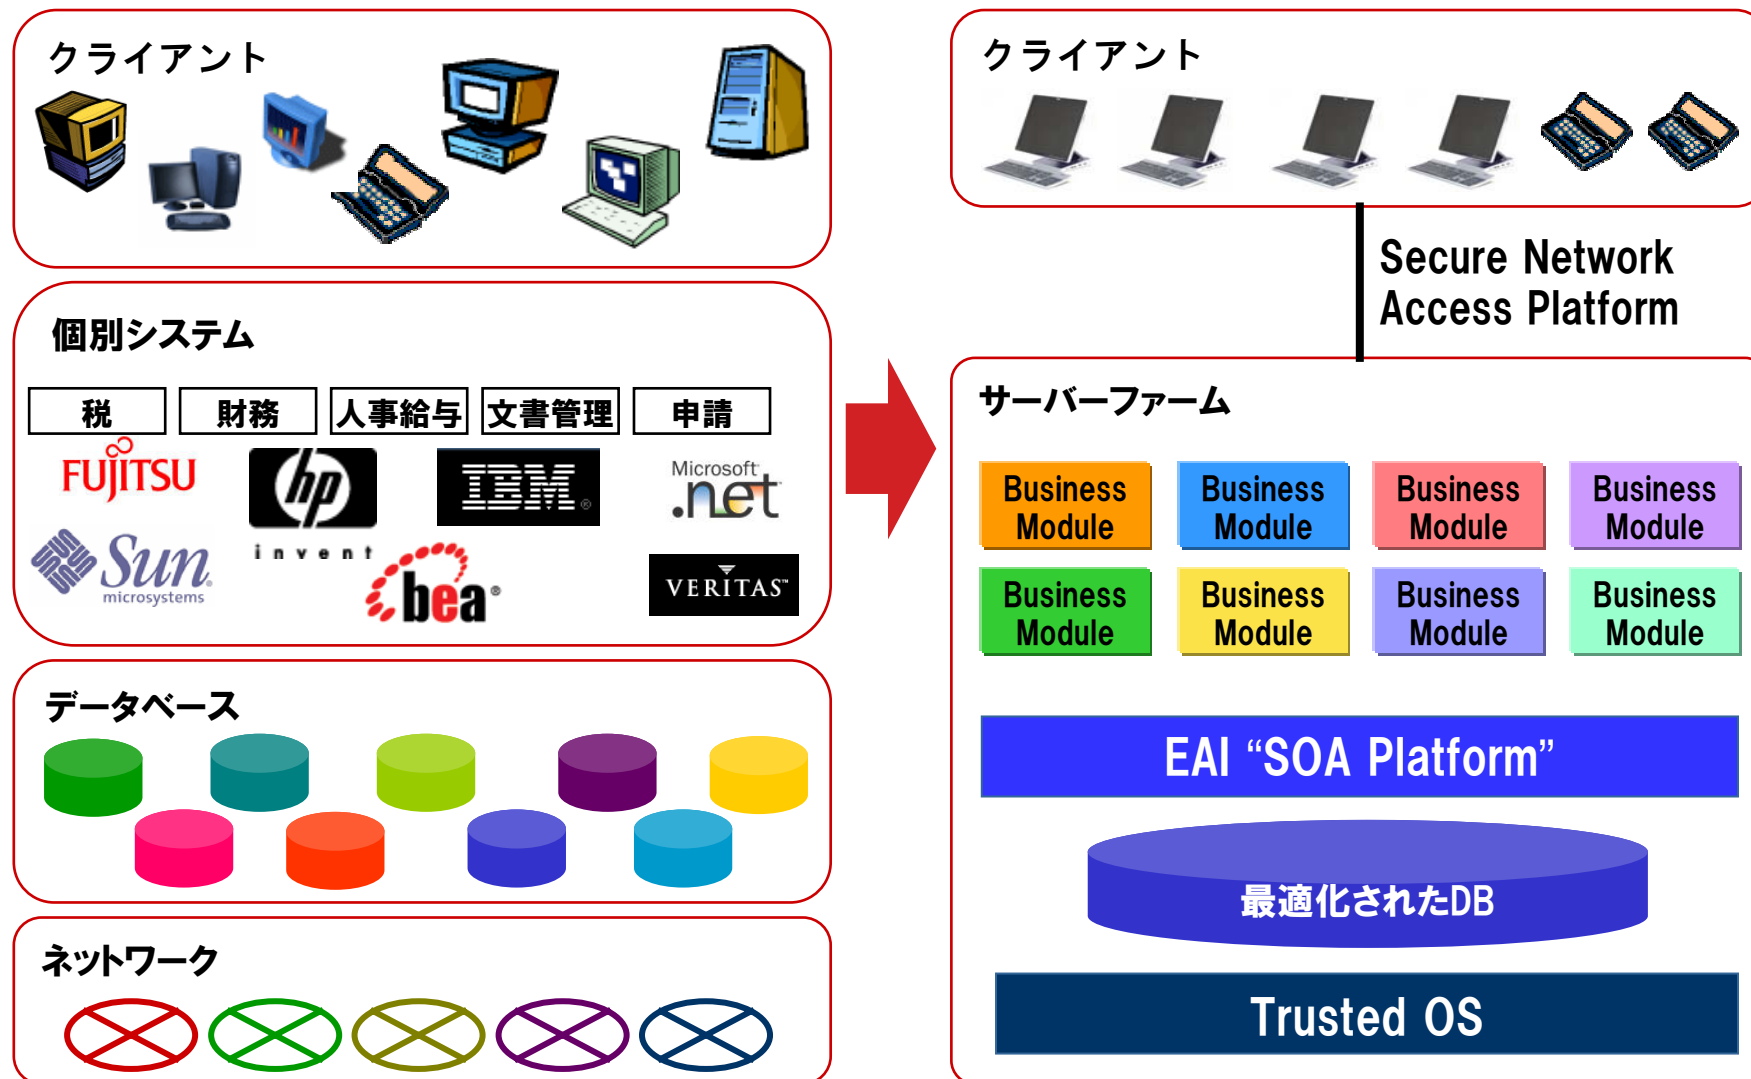 クライアント
個別システム
税
財務
人事給与
文書管理
申請
FUJITSU
hp
invent
IBM
Microsoft
.net
Sun
microsystems
bea
VERITAS
データベース
ネットワーク
クライアント
Secure Network
Access Platform
サーバーファーム
Business
Module
Business
Module
Business
Module
Business
Module
Business
Module
Business
Module
Business
Module
Business
Module
EAI “SOA Platform”
最適化されたDB
Trusted OS